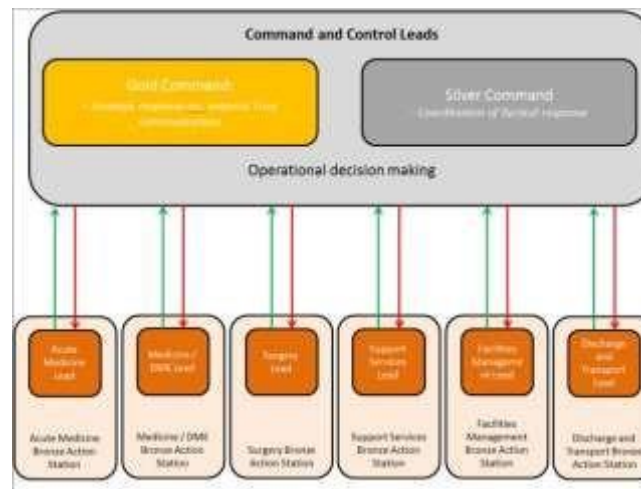 Command and Control Leads
Gold Command:
Silver Command
- Coordination of Tactical response
Operational decision making
Acute
Medicine
Lead
Medicine /
DME Lead
Surgery
Lead
Support
Services
Lead
Facilities
Manageme
nt Lead
Discharge
and
Transport Lead
Acute Medicine
Bronze Action
Station
Medicine / DME
Bronze Action
Station
Surgery Bronze
Action Station
Support Services
Bronze Action
Station
Facilities
Management
Bronze Action
Station
Discharge and
Transport Bronze
Action Station